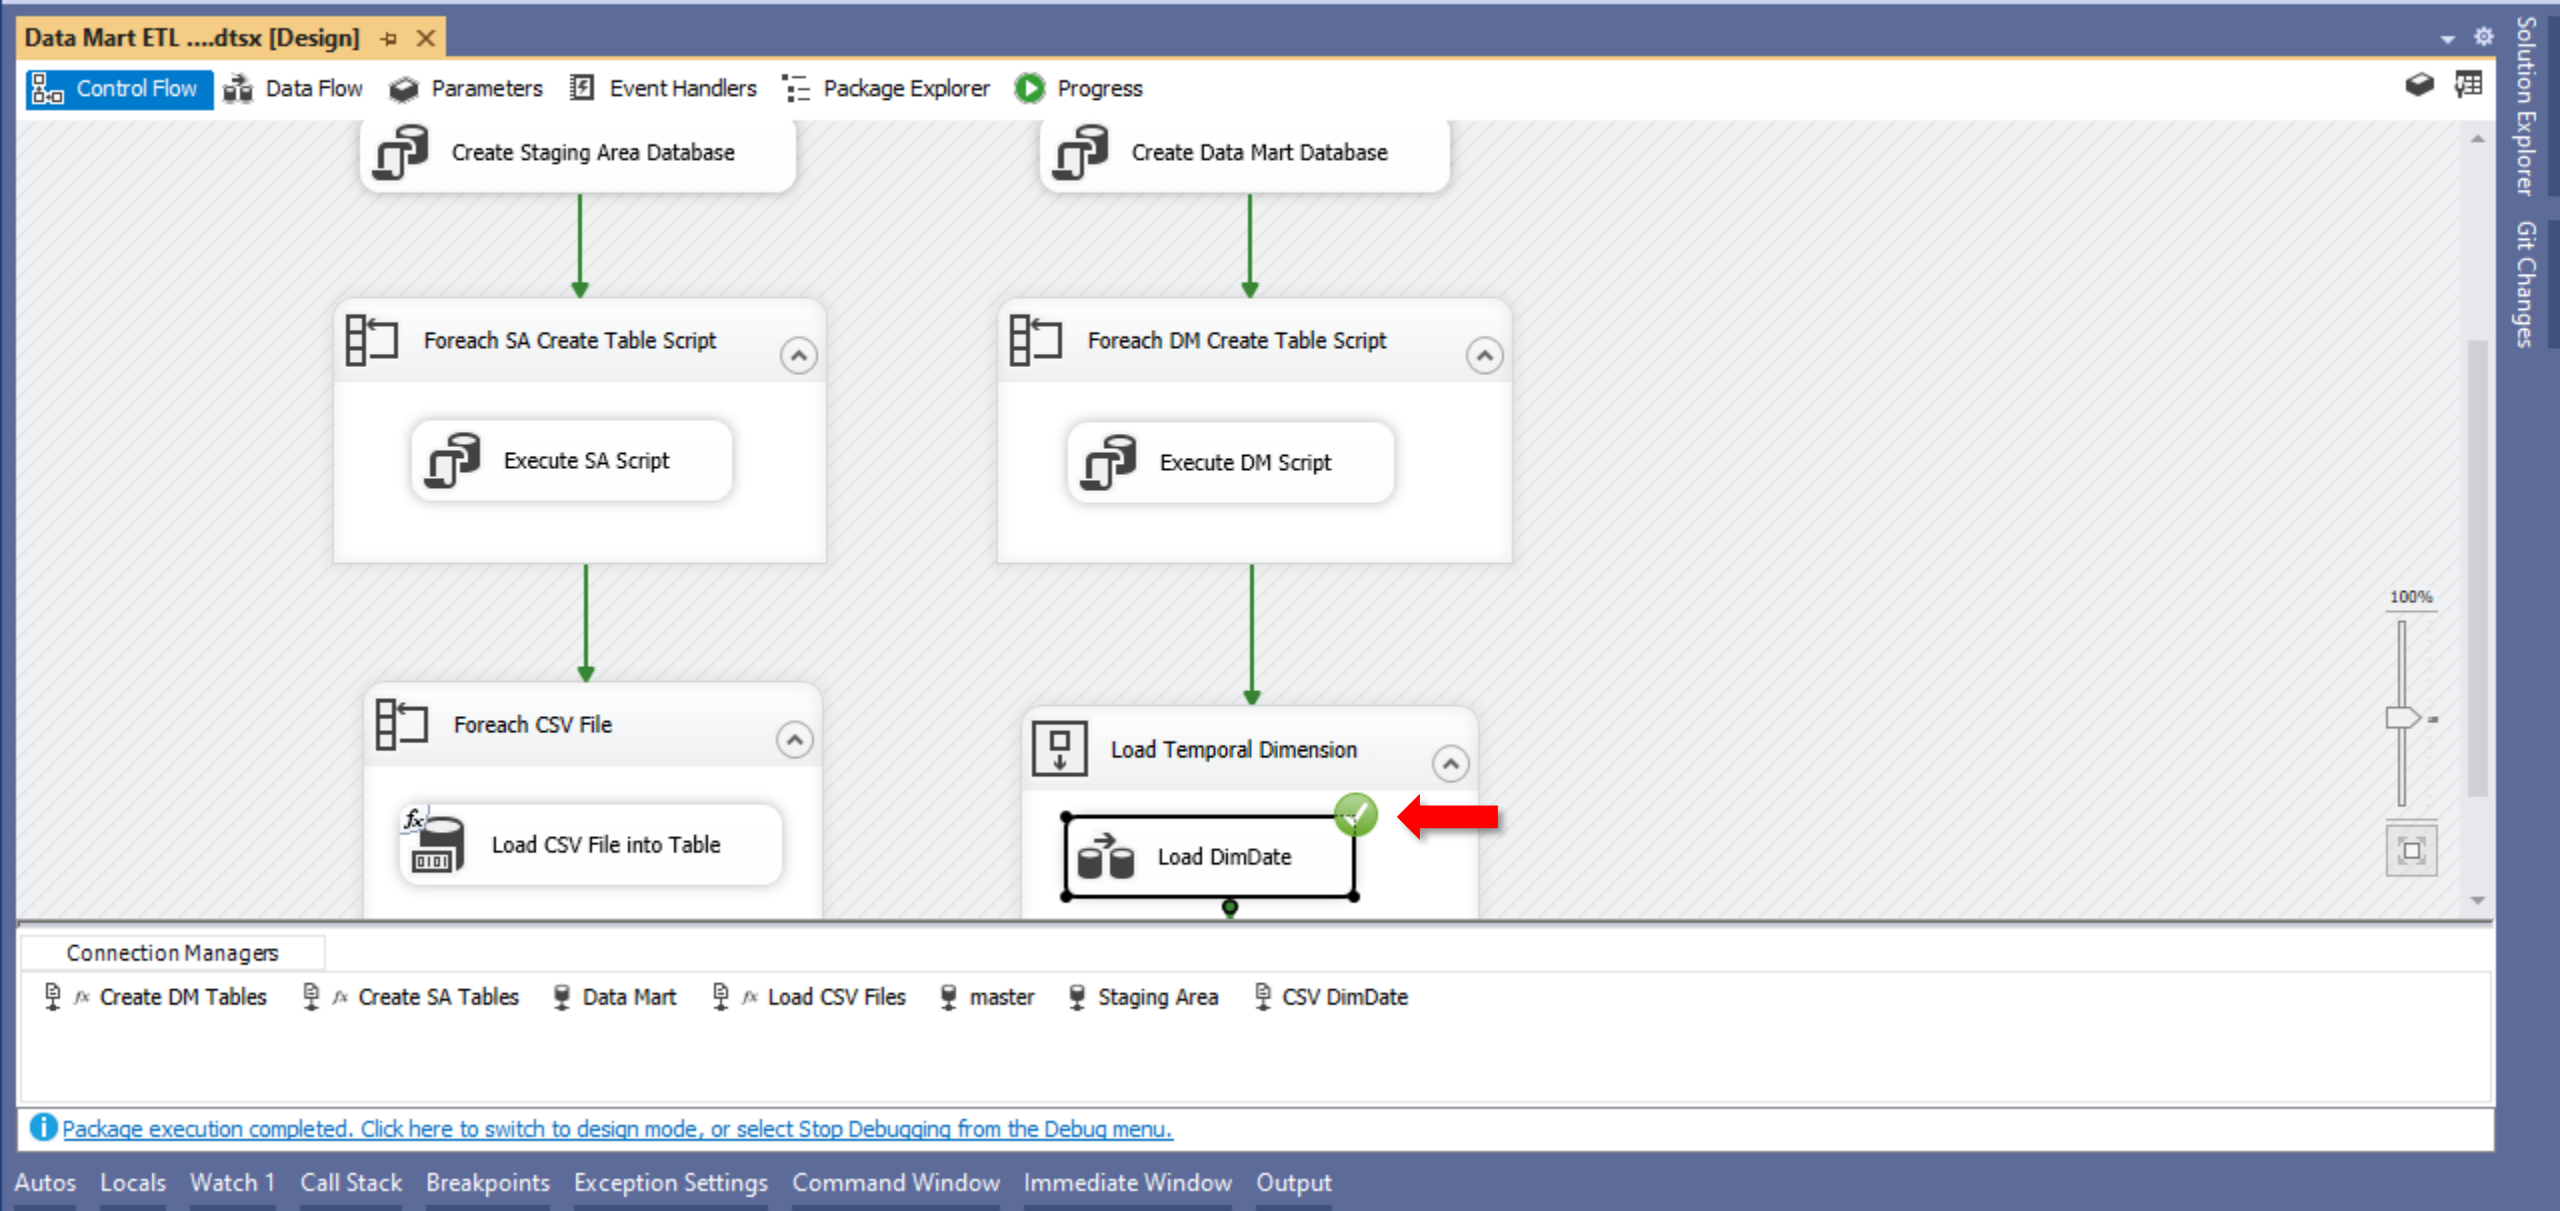 Data Mart ETL ....dtsx [Design]
Control Flow Data Flow Parameters Event Handlers Package Explorer Progress
Create Staging Area Database Create Data Mart Database
Foreach SA Create Table Script Foreach DM Create Table Script
Execute SA Script Execute DM Script
Foreach CSV File Load Temporal Dimension
fx Load CSV File into Table Load DimDate
0101
100%
Connection Managers
fx Create DM Tables fx Create SA Tables Data Mart fx Load CSV Files master Staging Area CSV DimDate
Package execution completed. Click here to switch to design mode, or select Stop Debugging from the Debug menu.
Autos Locals Watch 1 Call Stack Breakpoints Exception Settings Command Window Immediate Window Output
Solution Explorer
Git Changes